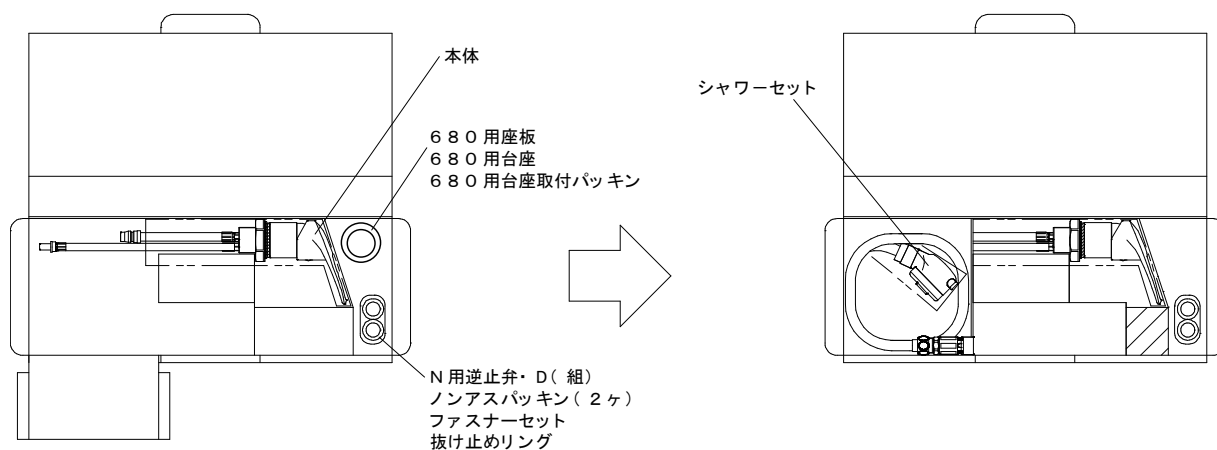 本体
シャワーセット
６８０用座板
６８０用台座
６８０用台座取付パッキン
Ｎ用逆止弁・Ｄ（組）
ノンアスパッキン（２ヶ）
ファスナーセット
抜け止めリング